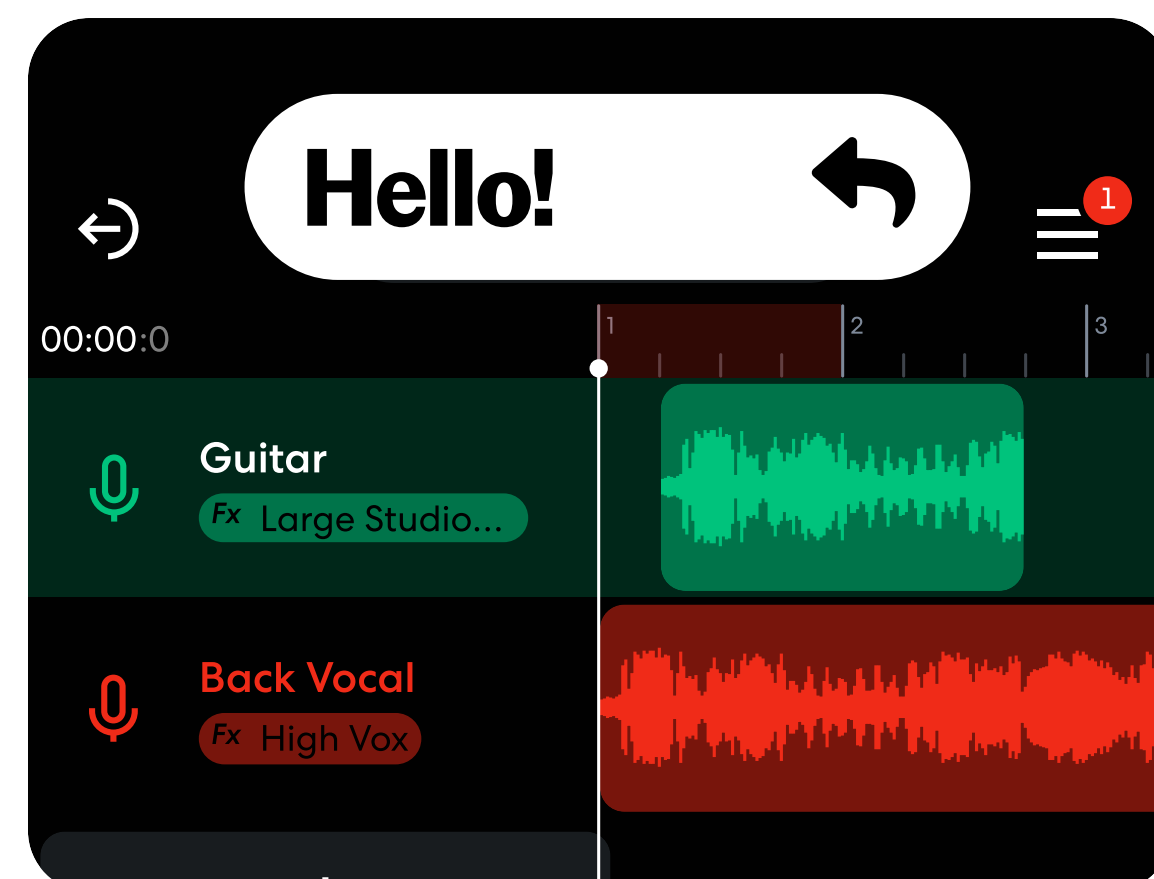 Hello!
1
00:00:0
1 2 3
Guitar
Fx Large Studio...
Back Vocal
Fx High Vox